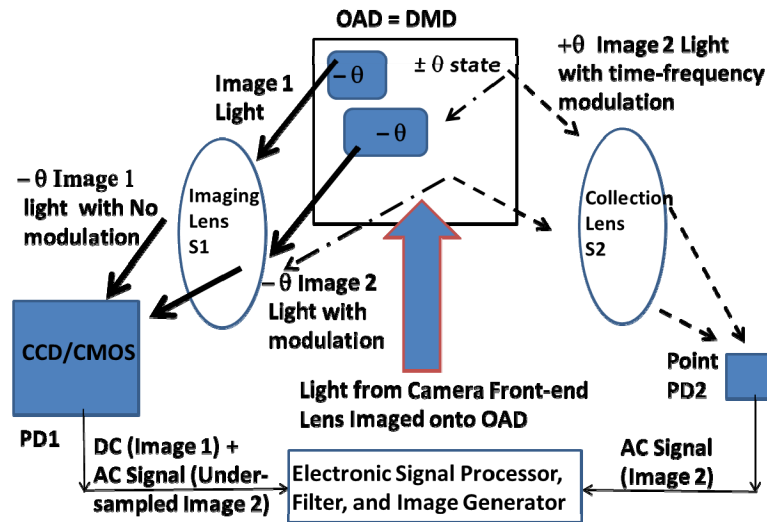 OAD = DMD
Image 1
Light
− θ
± θ state
− θ
+θ Image 2 Light
with time-frequency
modulation
− θ Image 1
light with No
modulation
Imaging
Lens
S1
Collection
Lens
S2
− θ Image 2
Light with
modulation
CCD/CMOS
PD1
Point
PD2
Light from Camera Front-end
Lens Imaged onto OAD
DC (Image 1) +
AC Signal (Under-
sampled Image 2)
Electronic Signal Processor,
Filter, and Image Generator
AC Signal
(Image 2)